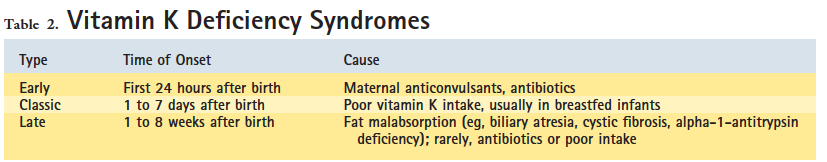 Table 2. Vitamin K Deficiency Syndromes
Type Time of Onset Cause
Early First 24 hours after birth Maternal anticonvulsants, antibiotics
Classic 1 to 7 days after birth Poor vitamin K intake, usually in breastfed infants
Late 1 to 8 weeks after birth Fat malabsorption (eg, biliary atresia, cystic fibrosis, alpha-1-antitrypsin
deficiency); rarely, antibiotics or poor intake